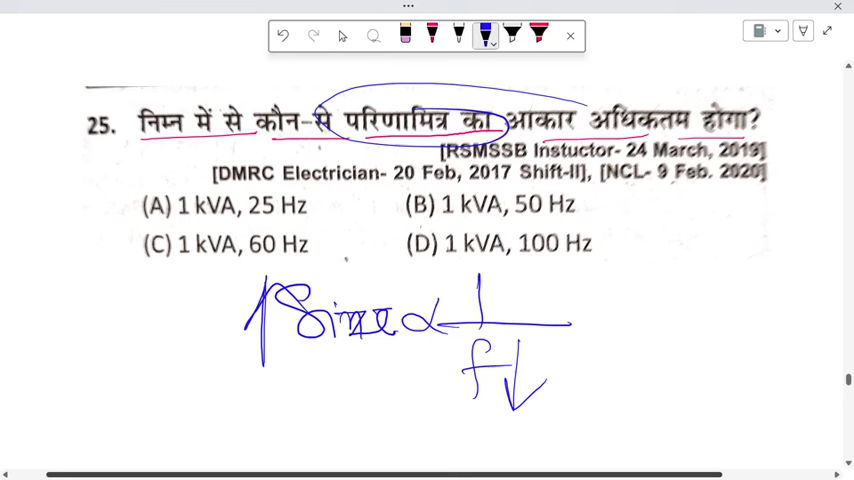 25. निम्न में से कौन-से परिणामित्र का आकार अधिकतम होगा?
[RSMSSB Instuctor- 24 March, 2019]
[DMRC Electrician- 20 Feb, 2017 Shift-II], [NCL- 9 Feb. 2020]
(A) 1 kVA, 25 Hz (B) 1 kVA, 50 Hz
(C) 1 kVA, 60 Hz (D) 1 kVA, 100 Hz
↑ ∝ 1
f↓